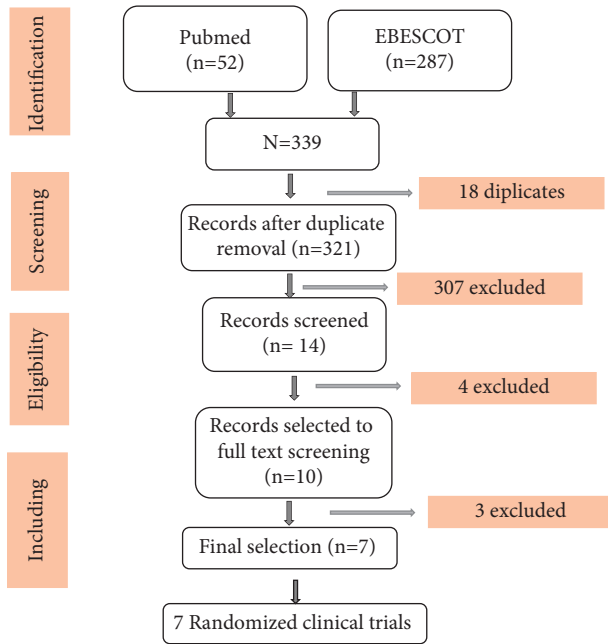 Identification
Pubmed
(n=52)
EBESCOT
(n=287)
N=339
Screening
18 diplicates
Records after duplicate
removal (n=321)
307 excluded
Eligibility
Records screened
(n= 14)
4 excluded
Records selected to
full text screening
(n=10)
Including
3 excluded
Final selection (n=7)
7 Randomized clinical trials